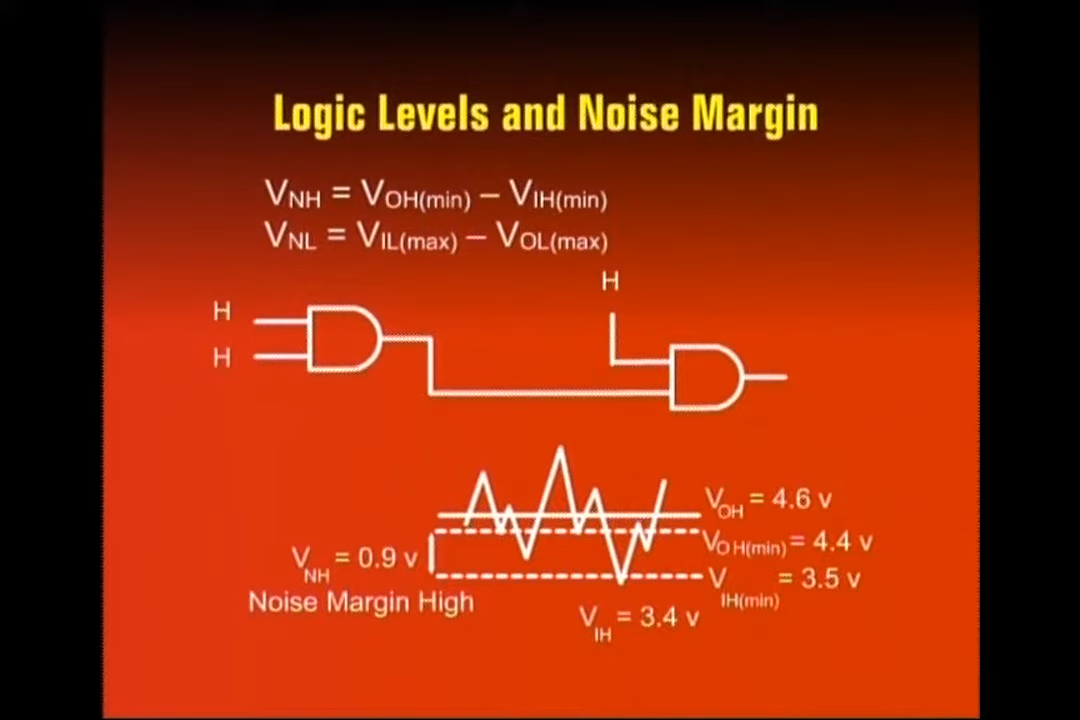 Logic Levels and Noise Margin
VNH = VOH(min) – VIH(min)
VNL = VIL(max) – VOL(max)
H
H
H
VOH = 4.6 v
VOH(min) = 4.4 v
VNH = 0.9 v
VIH(min) = 3.5 v
Noise Margin High
VIH = 3.4 v